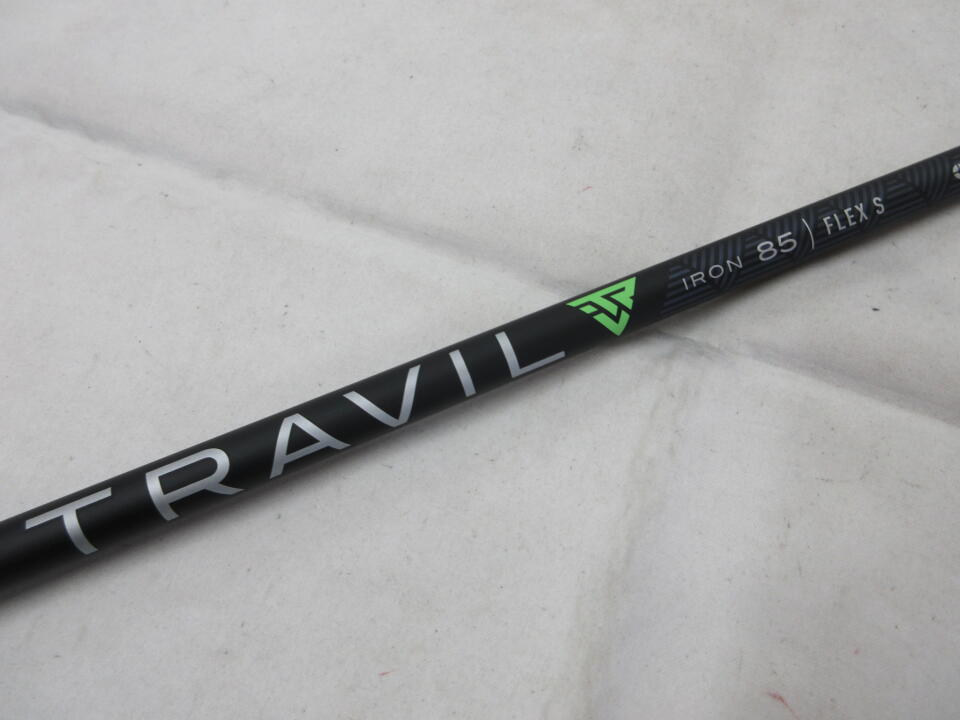 TRAVIL IRON 85) FLEX S